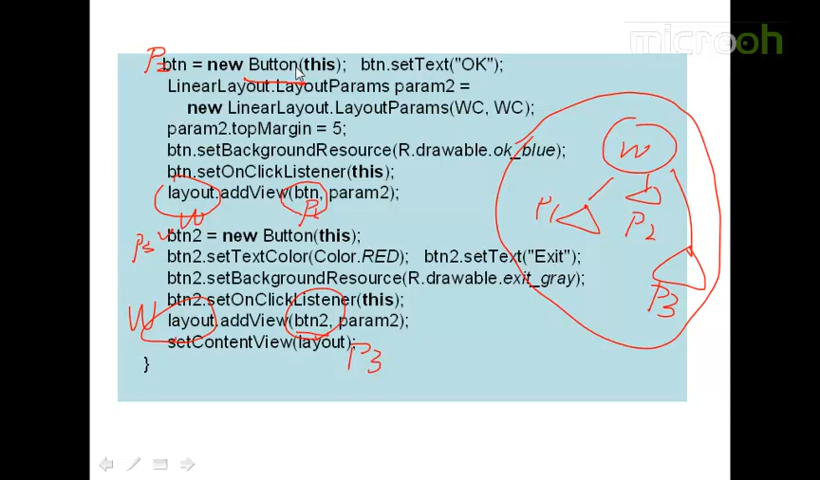 microoh
P2
btn = new Button(this); btn.setText("OK");
LinearLayout.LayoutParams param2 =
new LinearLayout.LayoutParams(WC, WC);
param2.topMargin = 5;
btn.setBackgroundResource(R.drawable.ok_blue);
btn.setOnClickListener(this);
layout.addView(btn, param2);
W
W
P1
P2
P3
btn2 = new Button(this);
btn2.setTextColor(Color.RED); btn2.setText("Exit");
btn2.setBackgroundResource(R.drawable.exit_gray);
btn2.setOnClickListener(this);
W
layout.addView(btn2, param2);
setContentView(layout);
P3
}